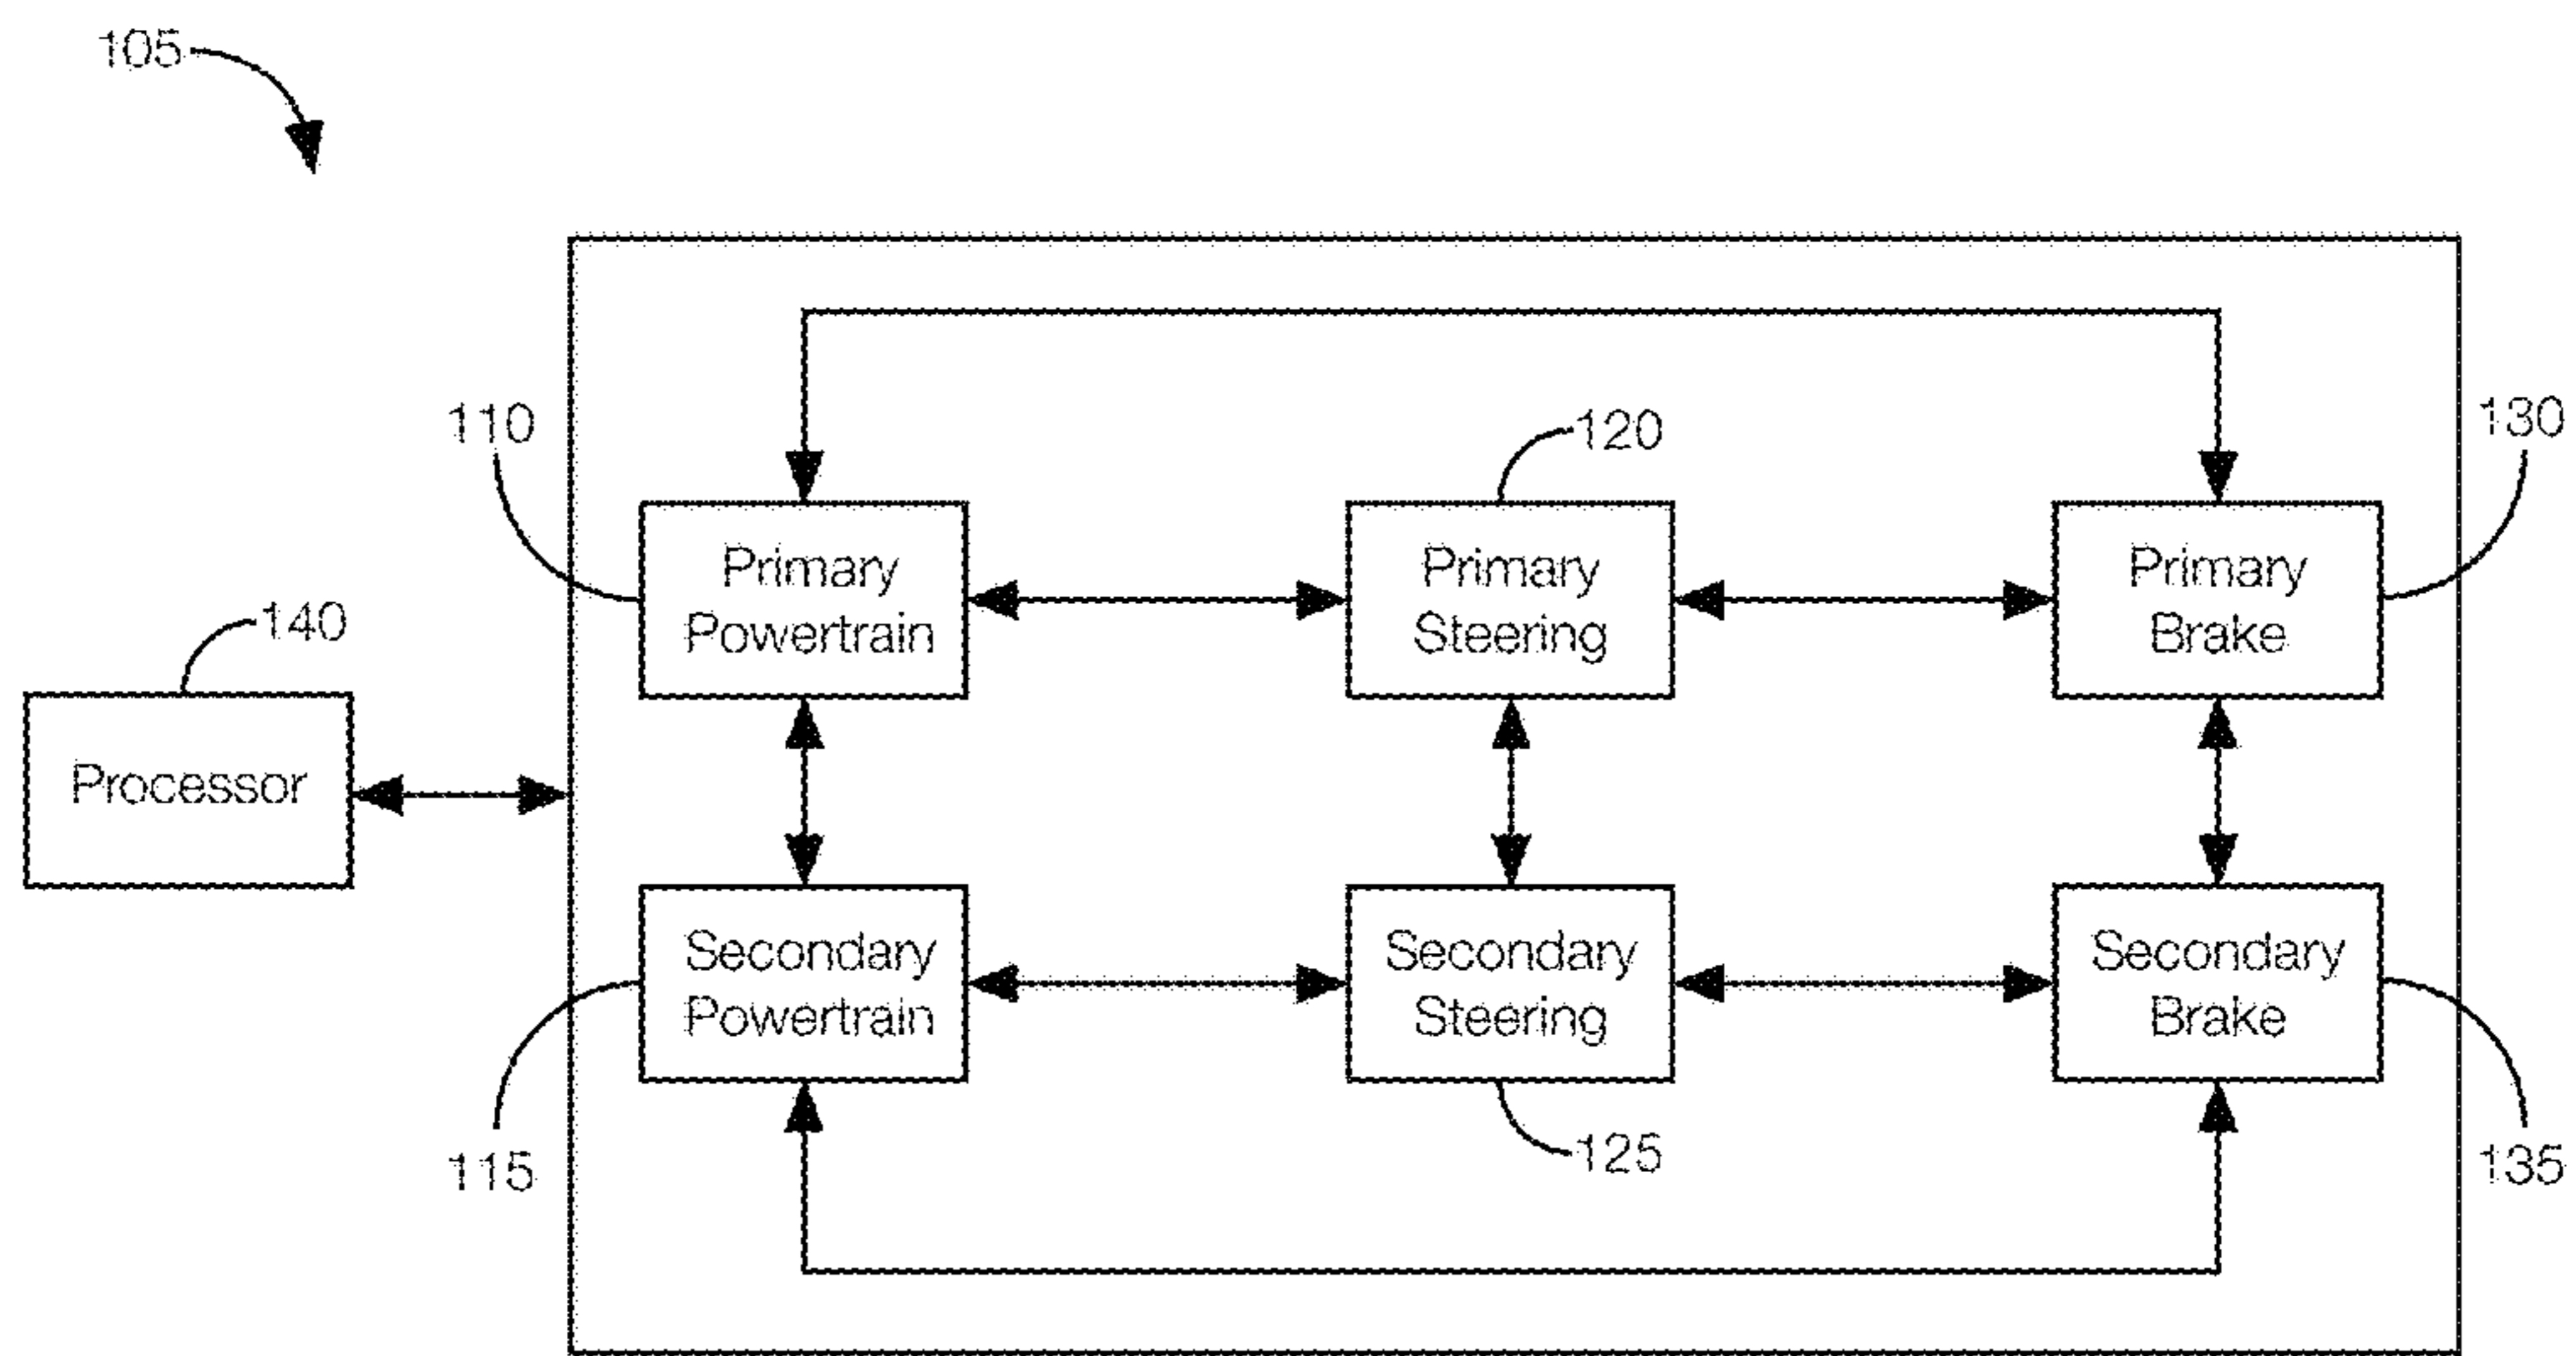 105
110
120
130
Primary
Powertrain
Primary
Steering
Primary
Brake
140
Processor
Secondary
Powertrain
Secondary
Steering
Secondary
Brake
115
125
135